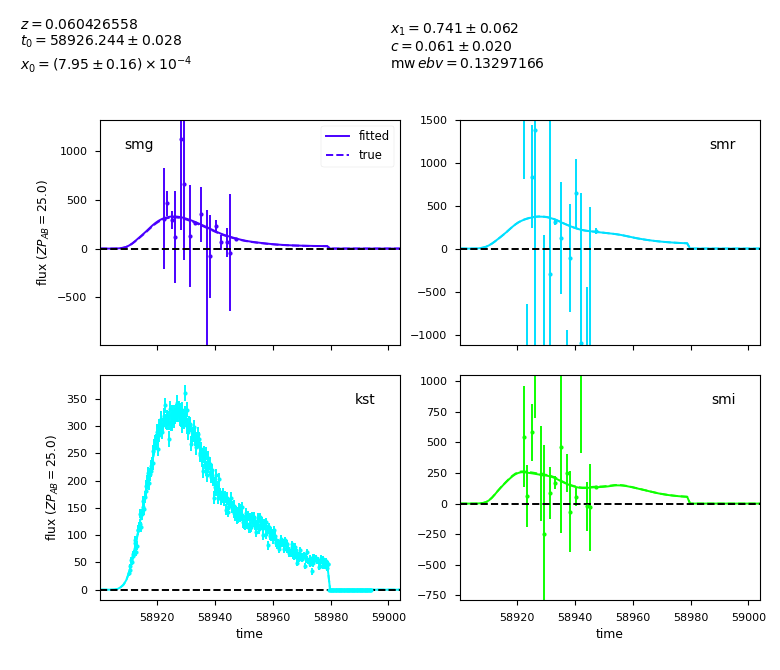 z = 0.060426558
t₀ = 58926.244 ± 0.028
x₀ = (7.95 ± 0.16) × 10⁻⁴
x₁ = 0.741 ± 0.062
c = 0.061 ± 0.020
mwebv = 0.13297166
smg
fitted
true
1000
500
0
−500
flux (ZP_AB = 25.0)
smr
1500
1000
500
0
−500
−1000
kst
350
300
250
200
150
100
50
0
flux (ZP_AB = 25.0)
58920
58940
58960
58980
59000
time
smi
1000
750
500
250
0
−250
−500
−750
58920
58940
58960
58980
59000
time